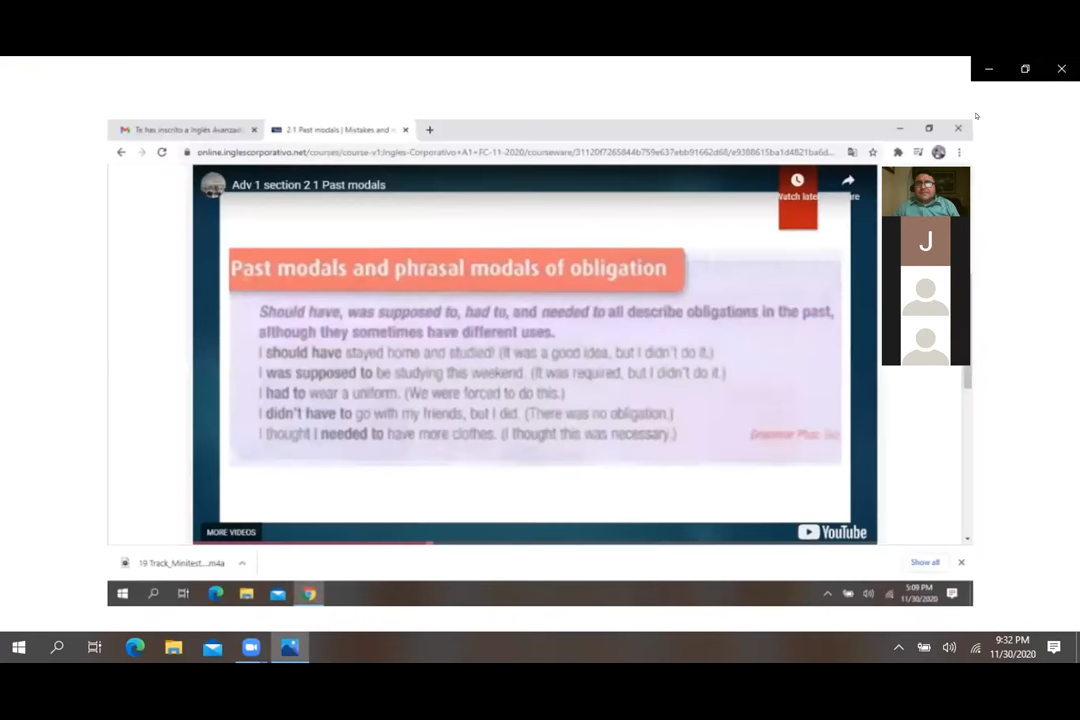 Te has inscrito a Inglés Avanzad
2.1 Past modals | Mistakes and
online.inglescorporativo.net/courses/course-v1:Ingles-Corporativo+A1+FC-11-2020/courseware/31120f7265844b759e637ebb91662d68/e9388615ba1d4821ba6d...
Adv 1 section 2 1 Past modals
Watch late
re
J
Past modals and phrasal modals of obligation
Should have, was supposed to, had to, and needed to all describe obligations in the past,
although they sometimes have different uses.
I should have stayed home and studied! (It was a good idea, but I didn't do it.)
I was supposed to be studying this weekend. (It was required, but I didn't do it.)
I had to wear a uniform. (We were forced to do this.)
I didn't have to go with my friends, but I did. (There was no obligation.)
I thought I needed to have more clothes. (I thought this was necessary.)
Grammar Plus:
MORE VIDEOS
YouTube
19 Track_Minitest....m4a
Show all
5:09 PM
11/30/2020
9:32 PM
11/30/2020